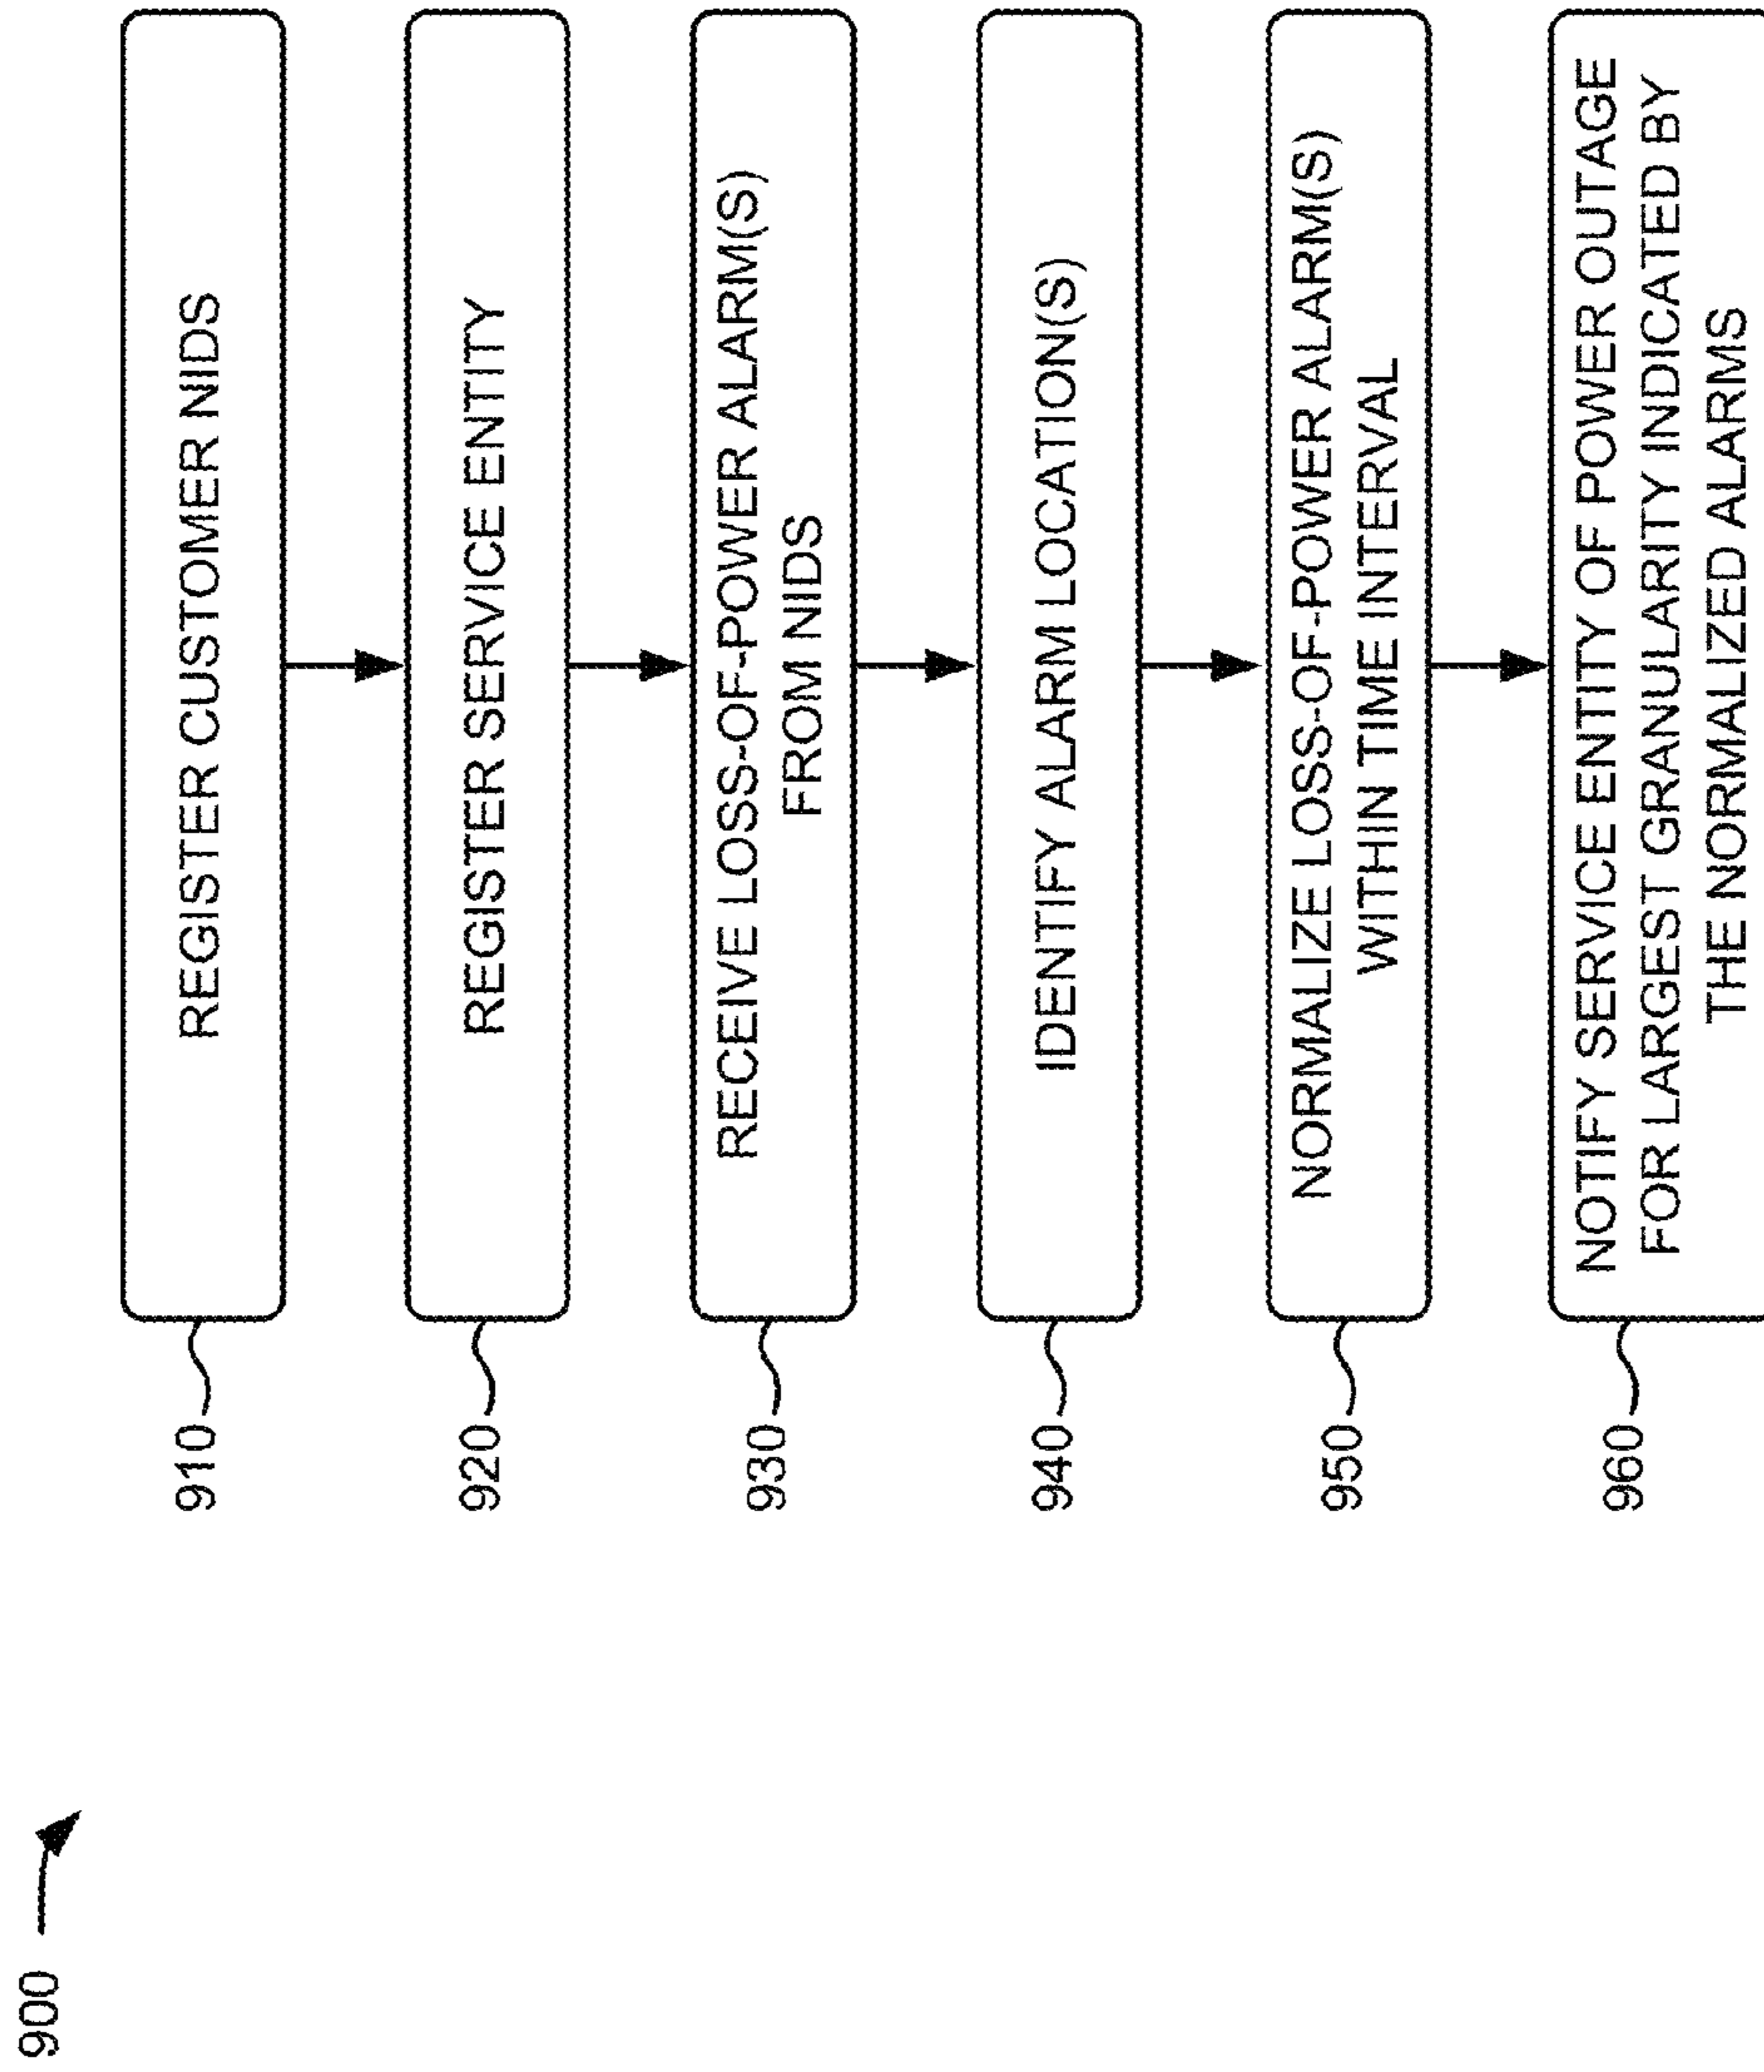 900
910
REGISTER CUSTOMER NIDS
920
REGISTER SERVICE ENTITY
930
RECEIVE LOSS-OF-POWER ALARM(S)
FROM NIDS
940
IDENTIFY ALARM LOCATION(S)
950
NORMALIZE LOSS-OF-POWER ALARM(S)
WITHIN TIME INTERVAL
960
NOTIFY SERVICE ENTITY OF POWER OUTAGE
FOR LARGEST GRANULARITY INDICATED BY
THE NORMALIZED ALARMS